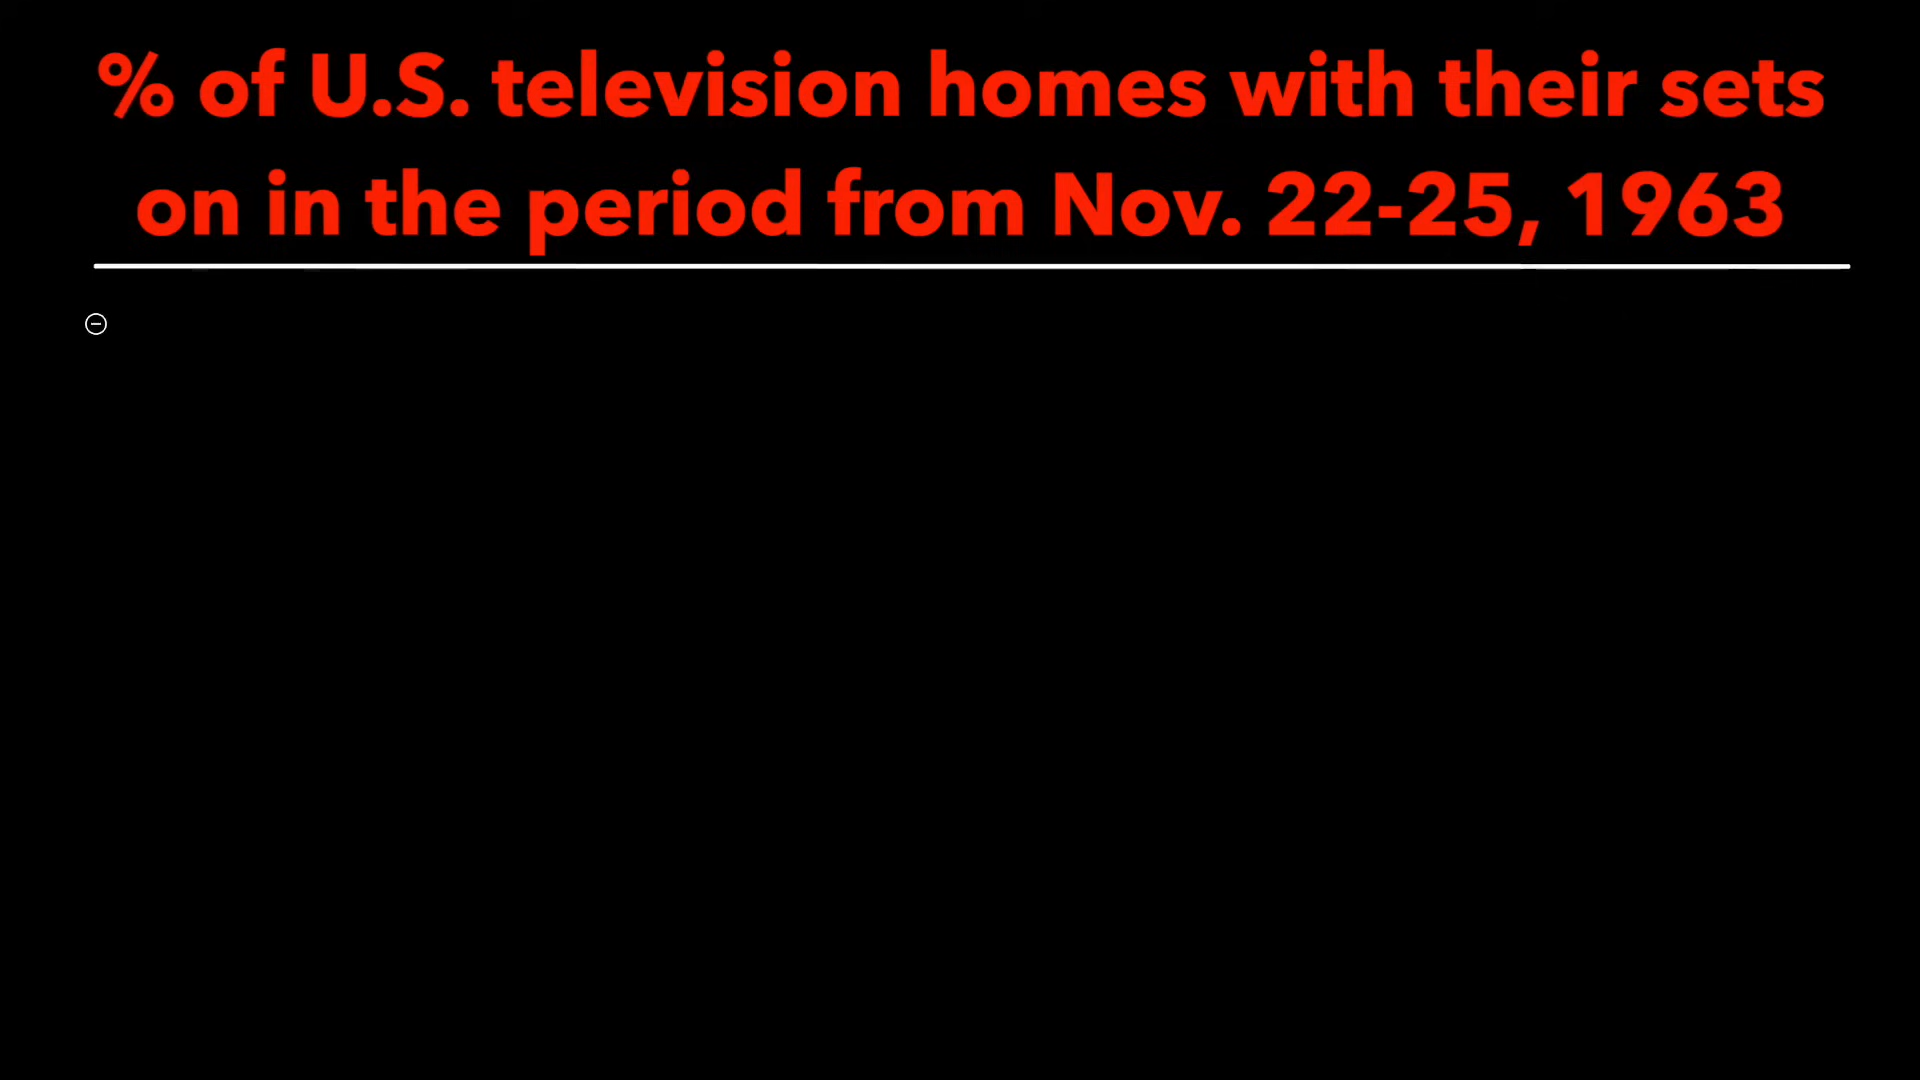 % of U.S. television homes with their sets
on in the period from Nov. 22-25, 1963